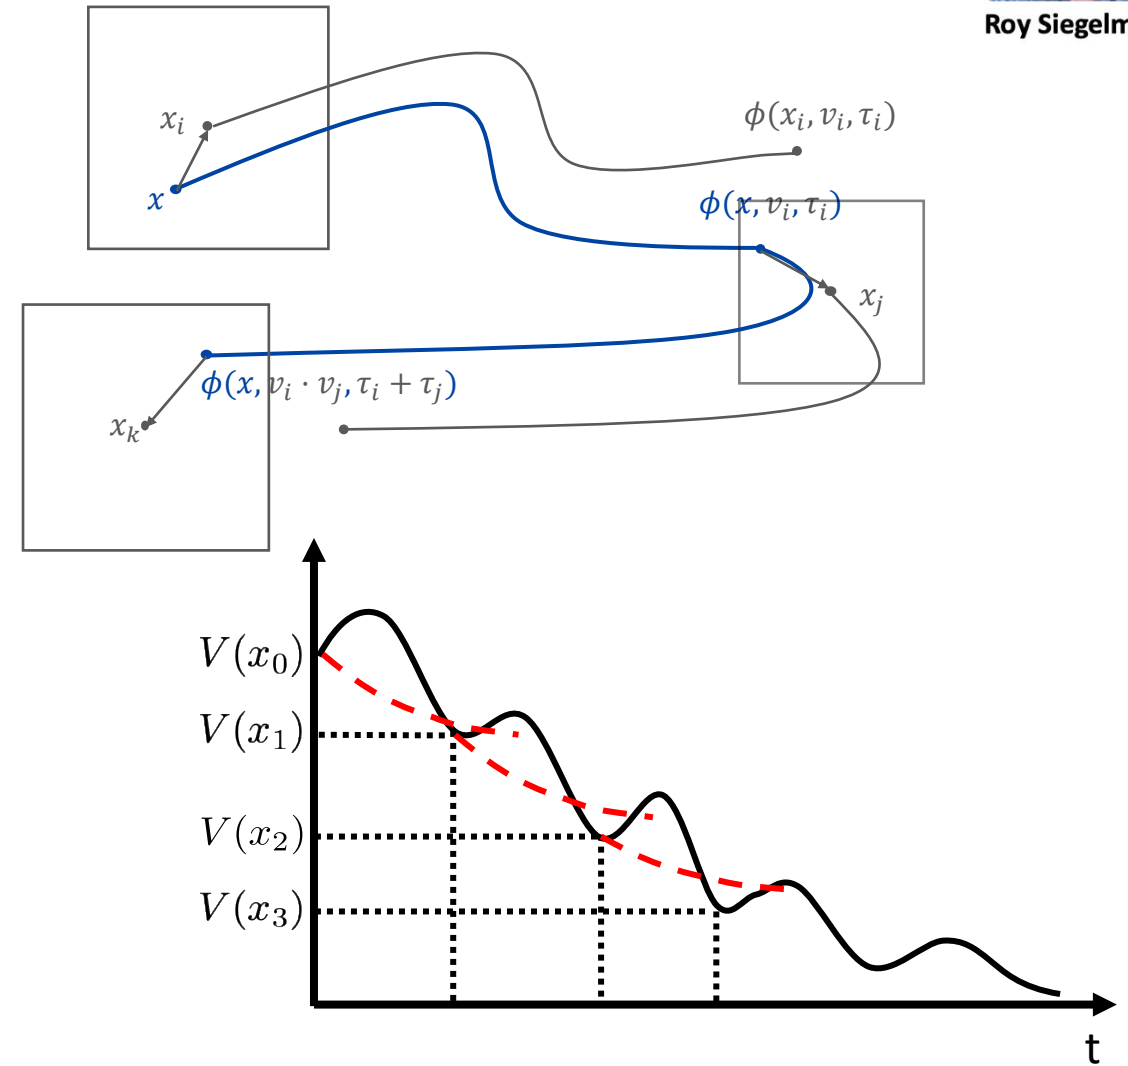 Roy Siegelm
ϕ(x_i, v_i, τ_i)
x_i
x
ϕ(x, v_i, τ_i)
x_j
ϕ(x, v_i · v_j, τ_i + τ_j)
x_k
V(x_0)
V(x_1)
V(x_2)
V(x_3)
t